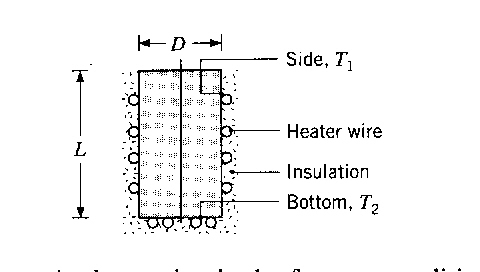 D
Side, T₁
L
Heater wire
Insulation
Bottom, T₂